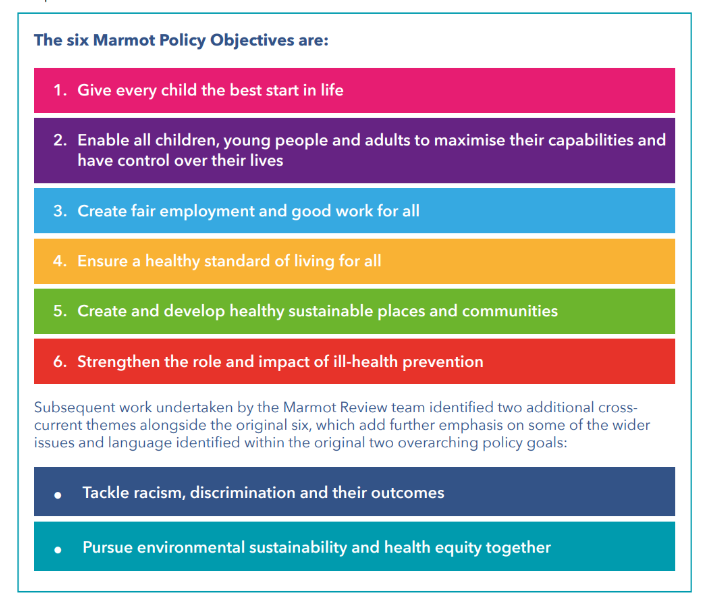 The six Marmot Policy Objectives are:
1. Give every child the best start in life
2. Enable all children, young people and adults to maximise their capabilities and
have control over their lives
3. Create fair employment and good work for all
4. Ensure a healthy standard of living for all
5. Create and develop healthy sustainable places and communities
6. Strengthen the role and impact of ill-health prevention
Subsequent work undertaken by the Marmot Review team identified two additional cross-
current themes alongside the original six, which add further emphasis on some of the wider
issues and language identified within the original two overarching policy goals:
• Tackle racism, discrimination and their outcomes
• Pursue environmental sustainability and health equity together